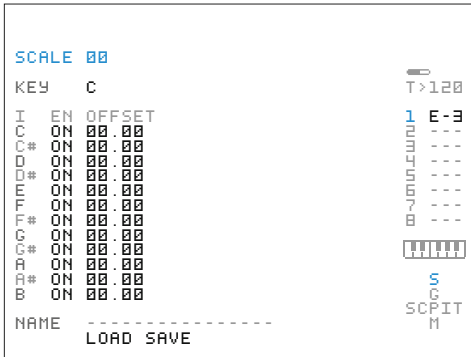 SCALE 00
KEY C
T>120
I EN OFFSET
C ON 00.00
C# ON 00.00
D ON 00.00
D# ON 00.00
E ON 00.00
F ON 00.00
F# ON 00.00
G ON 00.00
G# ON 00.00
A ON 00.00
A# ON 00.00
B ON 00.00
NAME ----------------
LOAD SAVE
1 E-3
2 ---
3 ---
4 ---
5 ---
6 ---
7 ---
8 ---
S
G
SCPIT
M